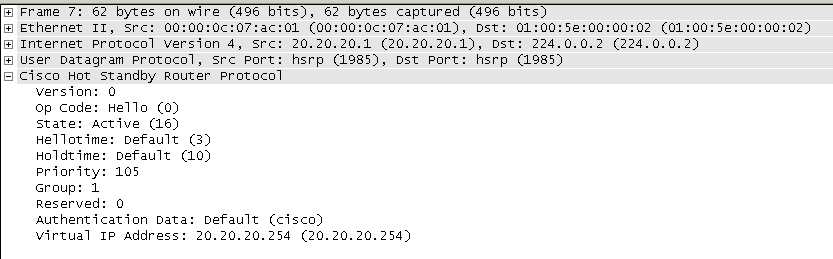 Frame 7: 62 bytes on wire (496 bits), 62 bytes captured (496 bits)
Ethernet II, Src: 00:00:0c:07:ac:01 (00:00:0c:07:ac:01), Dst: 01:00:5e:00:00:02 (01:00:5e:00:00:02)
Internet Protocol Version 4, Src: 20.20.20.1 (20.20.20.1), Dst: 224.0.0.2 (224.0.0.2)
User Datagram Protocol, Src Port: hsrp (1985), Dst Port: hsrp (1985)
Cisco Hot Standby Router Protocol
Version: 0
Op Code: Hello (0)
State: Active (16)
Hellotime: Default (3)
Holdtime: Default (10)
Priority: 105
Group: 1
Reserved: 0
Authentication Data: Default (cisco)
Virtual IP Address: 20.20.20.254 (20.20.20.254)